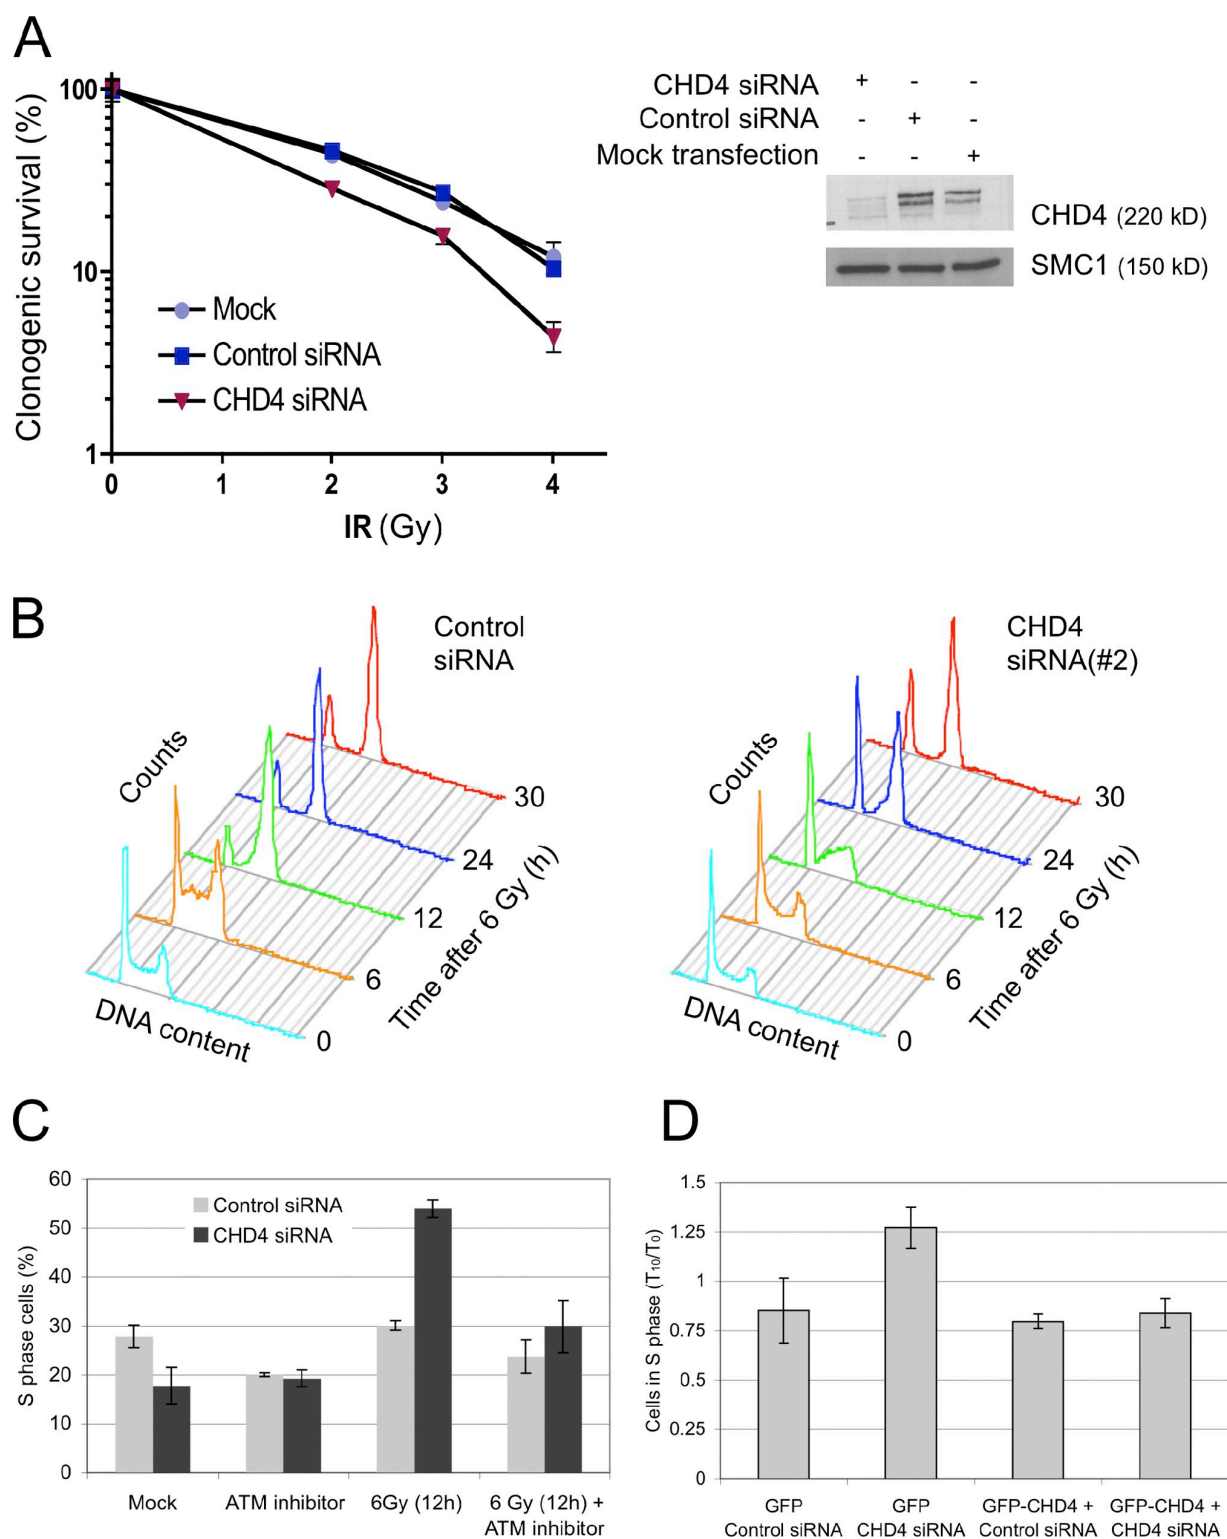 A
Clonogenic survival (%)
100
10
1
0 1 2 3 4
IR (Gy)
Mock
Control siRNA
CHD4 siRNA
CHD4 siRNA + - -
Control siRNA - + -
Mock transfection - - +
CHD4 (220 kD)
SMC1 (150 kD)
B
Control
siRNA
Counts
30
24
12
6
0
DNA content
Time after 6 Gy (h)
CHD4
siRNA(#2)
Counts
30
24
12
6
0
DNA content
Time after 6 Gy (h)
C
S phase cells (%)
60
50
40
30
20
10
0
Control siRNA
CHD4 siRNA
Mock
ATM inhibitor
6Gy (12h)
6 Gy (12h) +
ATM inhibitor
D
Cells in S phase (T10/T0)
1.5
1.25
1
0.75
0.5
0.25
0
GFP
Control siRNA
GFP
CHD4 siRNA
GFP-CHD4 +
Control siRNA
GFP-CHD4 +
CHD4 siRNA